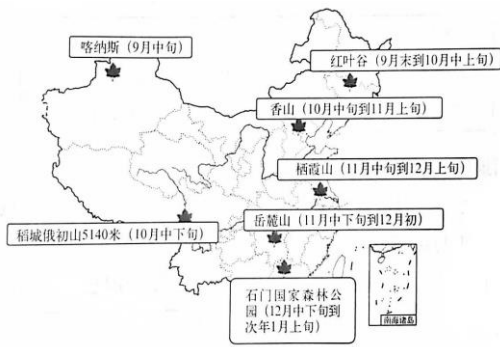 喀纳斯（9月中旬）
红叶谷（9月末到10月中上旬）
香山（10月中旬到11月上旬）
栖霞山（11月中旬到12月上旬）
岳麓山（11月中下旬到12月初）
稻城俄初山5140米（10月中下旬）
石门国家森林公
园（12月中下旬到
次年1月上旬）
南海诸岛